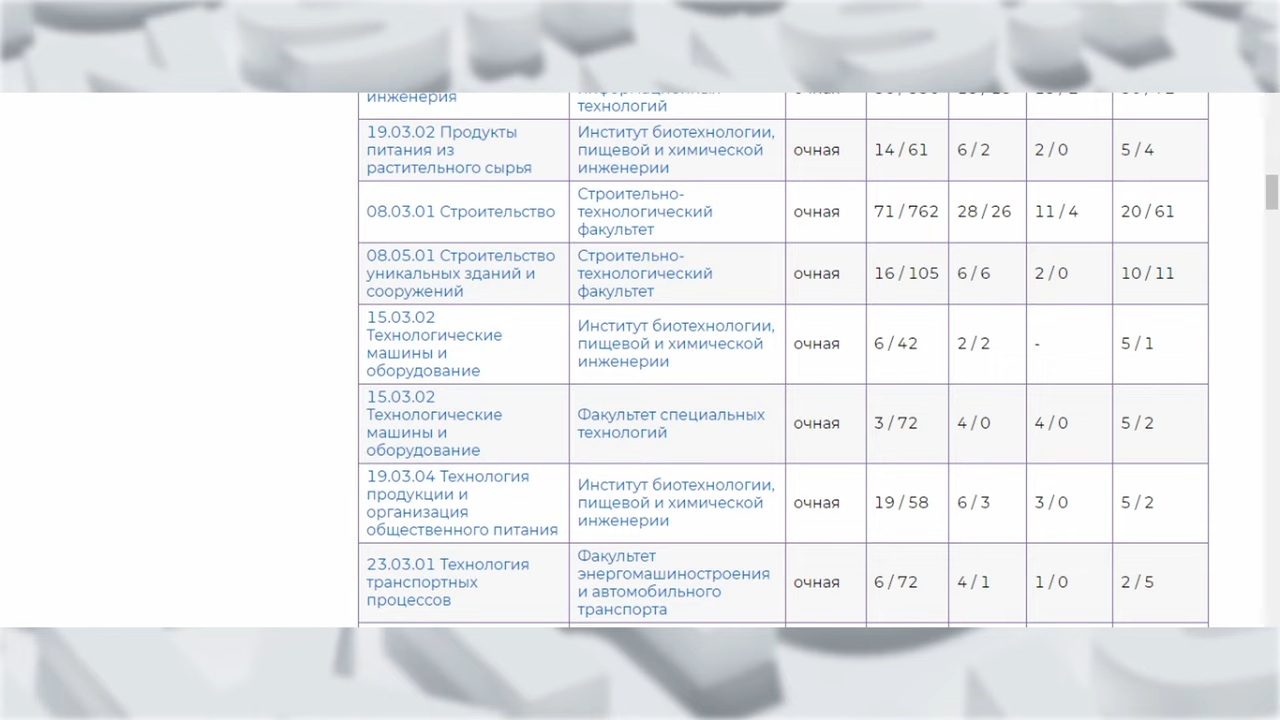 инженерия
технологий
19.03.02 Продукты
питания из
растительного сырья
Институт биотехнологии,
пищевой и химической
инженерии
очная
14 / 61
6 / 2
2 / 0
5 / 4
08.03.01 Строительство
Строительно-
технологический
факультет
очная
71 / 762
28 / 26
11 / 4
20 / 61
08.05.01 Строительство
уникальных зданий и
сооружений
Строительно-
технологический
факультет
очная
16 / 105
6 / 6
2 / 0
10 / 11
15.03.02
Технологические
машины и
оборудование
Институт биотехнологии,
пищевой и химической
инженерии
очная
6 / 42
2 / 2
-
5 / 1
15.03.02
Технологические
машины и
оборудование
Факультет специальных
технологий
очная
3 / 72
4 / 0
4 / 0
5 / 2
19.03.04 Технология
продукции и
организация
общественного питания
Институт биотехнологии,
пищевой и химической
инженерии
очная
19 / 58
6 / 3
3 / 0
5 / 2
23.03.01 Технология
транспортных
процессов
Факультет
энергомашиностроения
и автомобильного
транспорта
очная
6 / 72
4 / 1
1 / 0
2 / 5